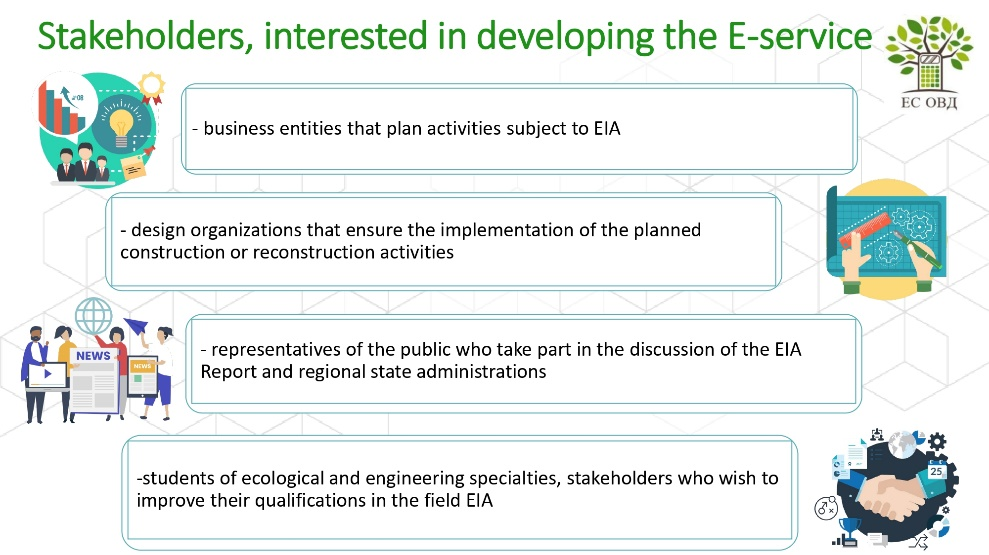 Stakeholders, interested in developing the E-service
ЕС ОВД
- business entities that plan activities subject to EIA
- design organizations that ensure the implementation of the planned
construction or reconstruction activities
NEWS
NEWS
- representatives of the public who take part in the discussion of the EIA
Report and regional state administrations
-students of ecological and engineering specialties, stakeholders who wish to
improve their qualifications in the field EIA
25